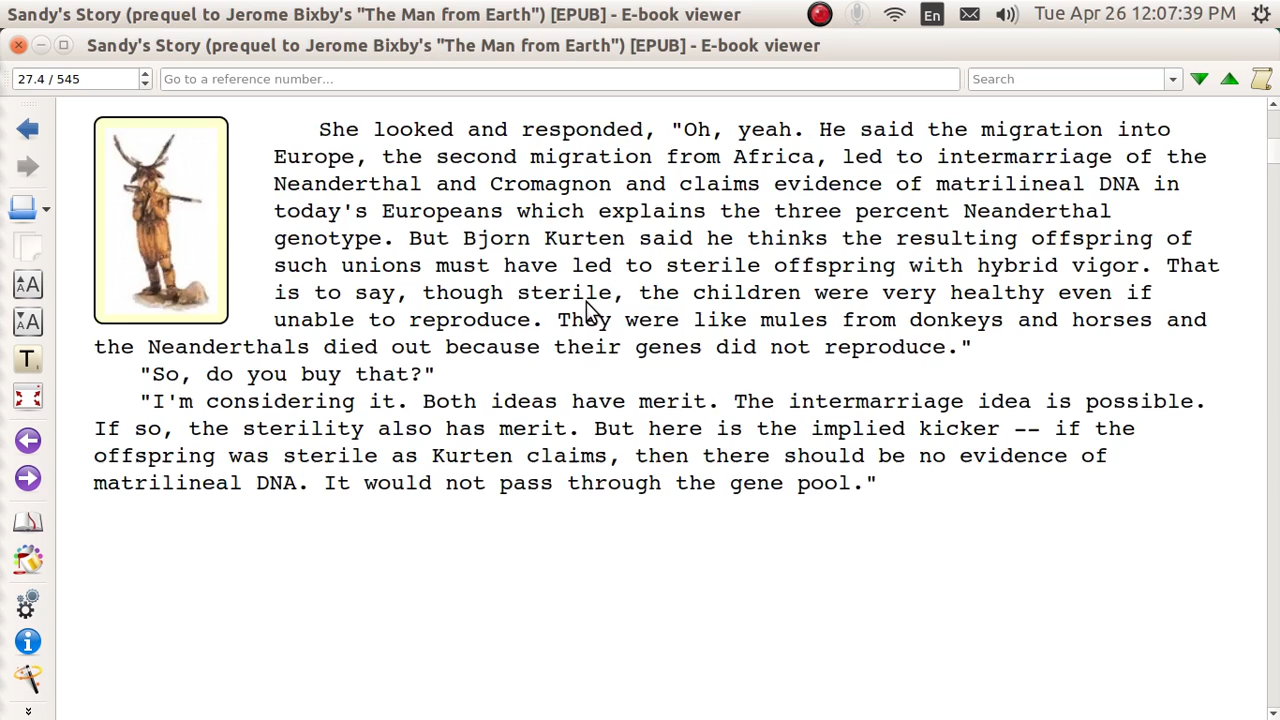 Sandy's Story (prequel to Jerome Bixby's "The Man from Earth") [EPUB] - E-book viewer
En
Tue Apr 26 12:07:39 PM
Sandy's Story (prequel to Jerome Bixby's "The Man from Earth") [EPUB] - E-book viewer
27.4 / 545
Go to a reference number...
Search
She looked and responded, "Oh, yeah. He said the migration into
Europe, the second migration from Africa, led to intermarriage of the
Neanderthal and Cromagnon and claims evidence of matrilineal DNA in
today's Europeans which explains the three percent Neanderthal
genotype. But Bjorn Kurten said he thinks the resulting offspring of
such unions must have led to sterile offspring with hybrid vigor. That
is to say, though sterile, the children were very healthy even if
unable to reproduce. They were like mules from donkeys and horses and
the Neanderthals died out because their genes did not reproduce."
"So, do you buy that?"
"I'm considering it. Both ideas have merit. The intermarriage idea is possible.
If so, the sterility also has merit. But here is the implied kicker -- if the
offspring was sterile as Kurten claims, then there should be no evidence of
matrilineal DNA. It would not pass through the gene pool."
AA
AA
T